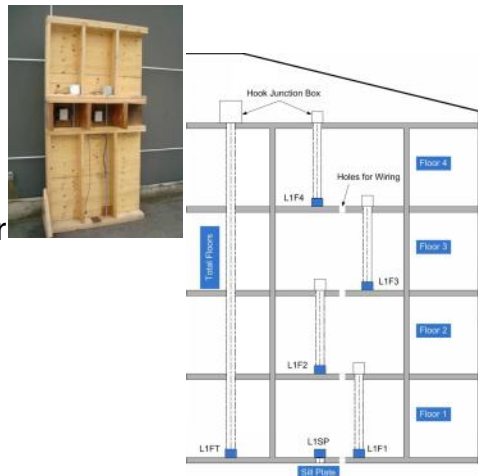 r
Hook Junction Box
Floor 4
Holes for Wiring
L1F4
Floor 3
Total Floors
L1F3
Floor 2
L1F2
Floor 1
L1FT
L1SP
L1F1
Sill Plate